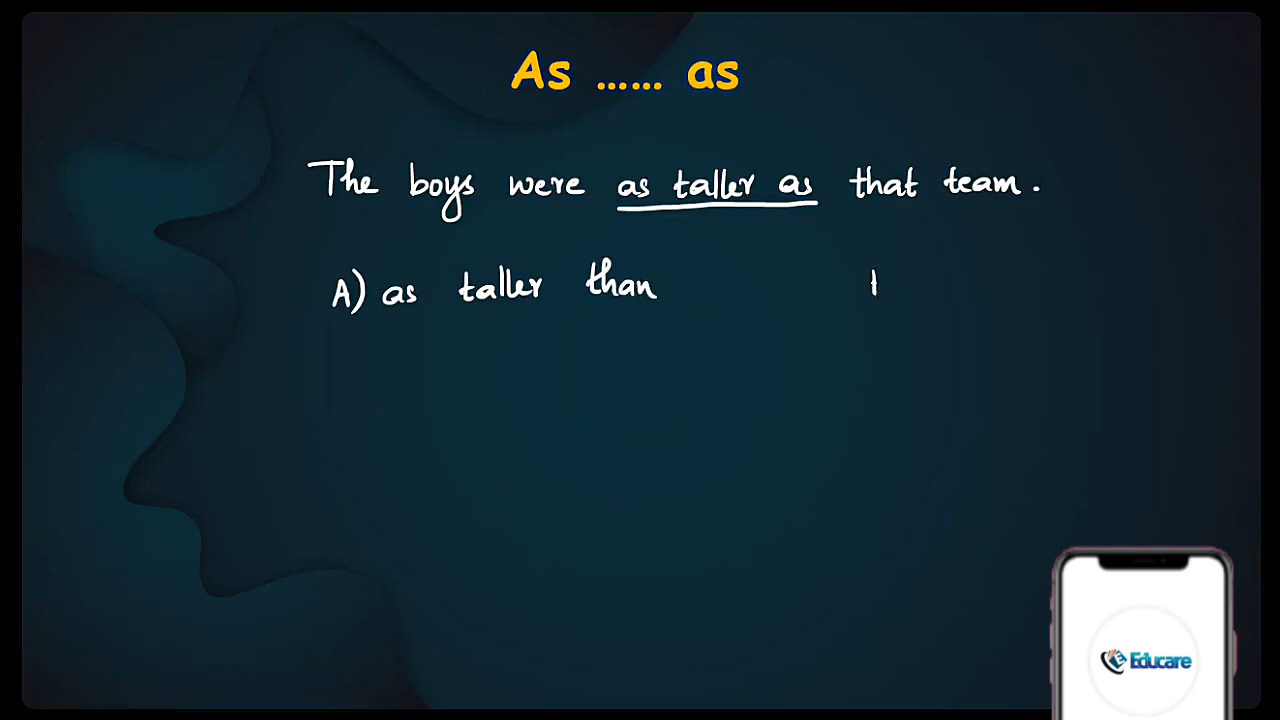 As ...... as
The boys were as taller as that team.
A) as taller than
Educare